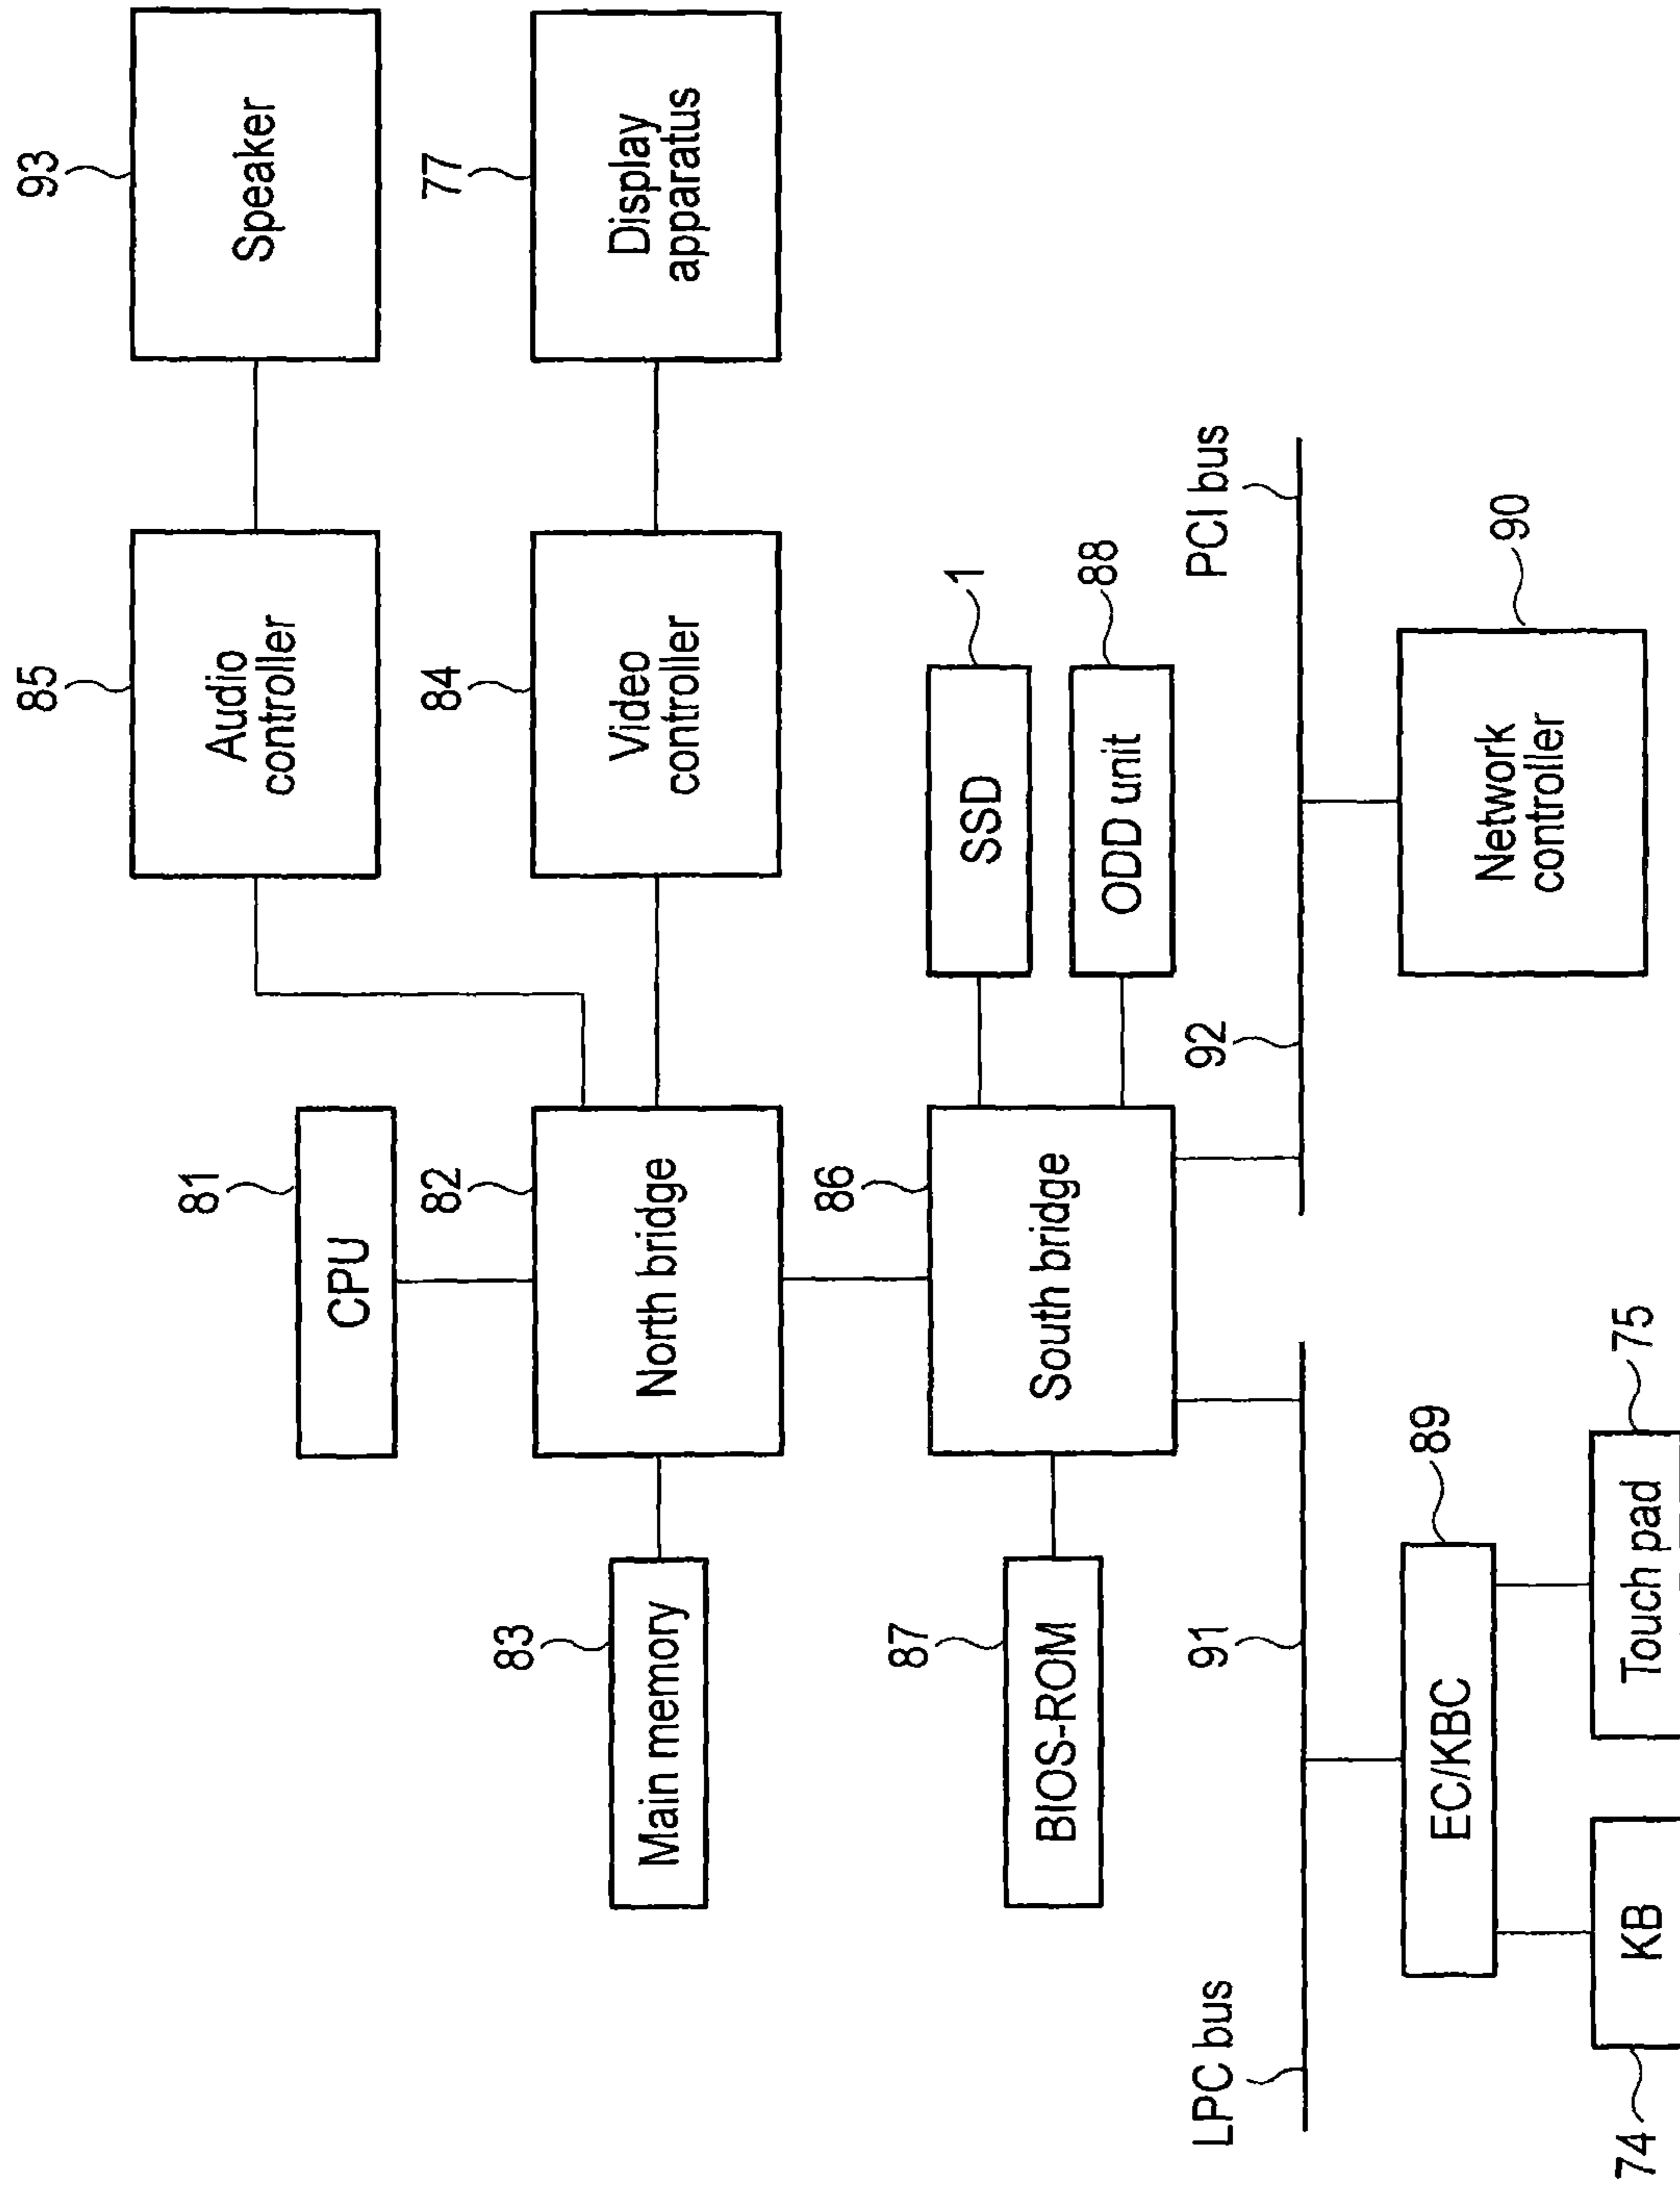 81
CPU
85
Audio
controller
93
Speaker
83
Main memory
82
North bridge
84
Video
controller
77
Display
apparatus
87
BIOS-ROM
86
South bridge
1
SSD
88
ODD unit
LPC bus
91
92
PCI bus
89
EC/KBC
90
Network
controller
74
KB
75
Touch pad